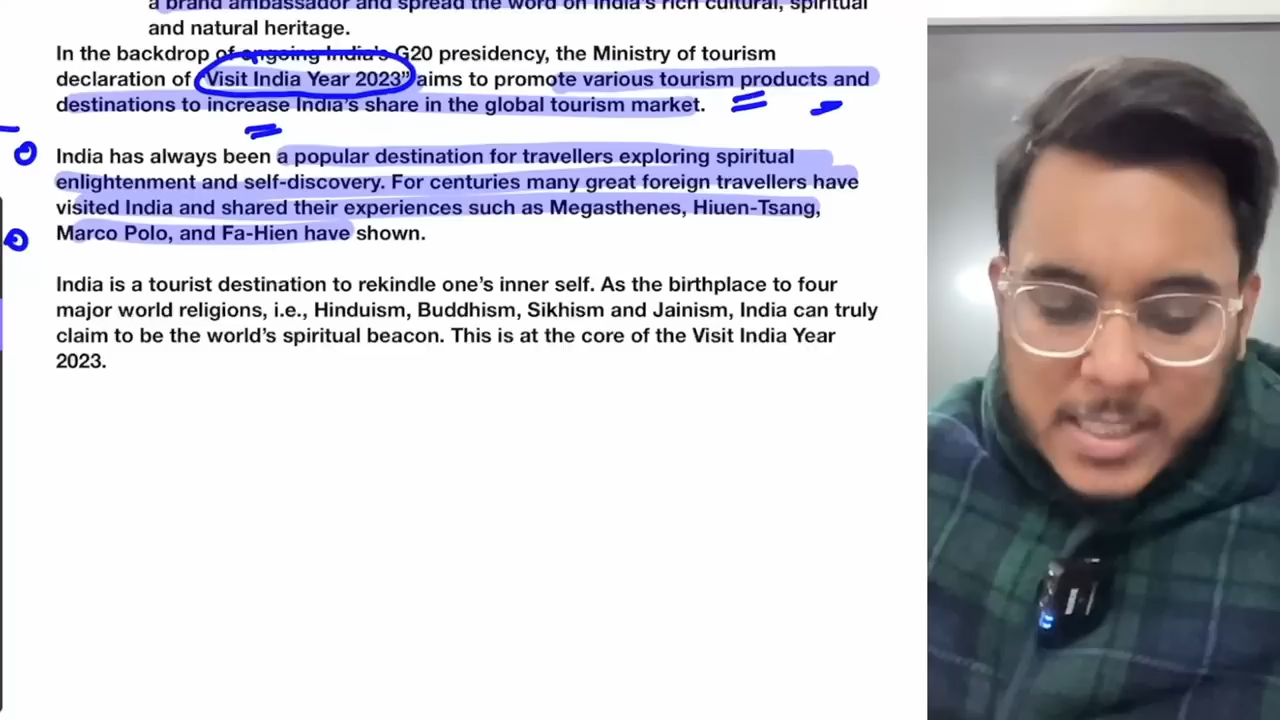 a brand ambassador and spread the word on India's rich cultural, spiritual
and natural heritage.
In the backdrop of ongoing India's G20 presidency, the Ministry of tourism
declaration of "Visit India Year 2023" aims to promote various tourism products and
destinations to increase India's share in the global tourism market.
India has always been a popular destination for travellers exploring spiritual
enlightenment and self-discovery. For centuries many great foreign travellers have
visited India and shared their experiences such as Megasthenes, Hiuen-Tsang,
Marco Polo, and Fa-Hien have shown.
India is a tourist destination to rekindle one's inner self. As the birthplace to four
major world religions, i.e., Hinduism, Buddhism, Sikhism and Jainism, India can truly
claim to be the world's spiritual beacon. This is at the core of the Visit India Year
2023.